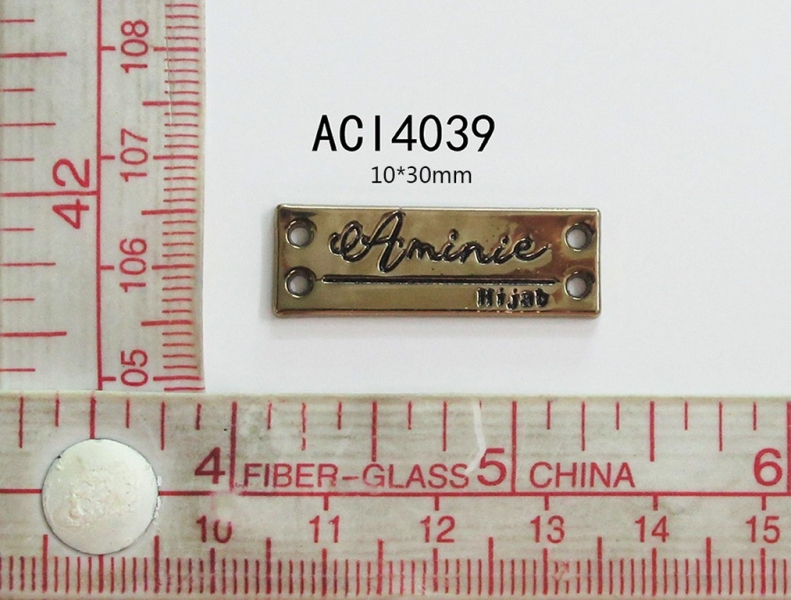 108
107
42
106
05
ACI4039
10*30mm
Aminie
Hijab
4 FIBER-GLASS 5 CHINA 6
10 11 12 13 14 15